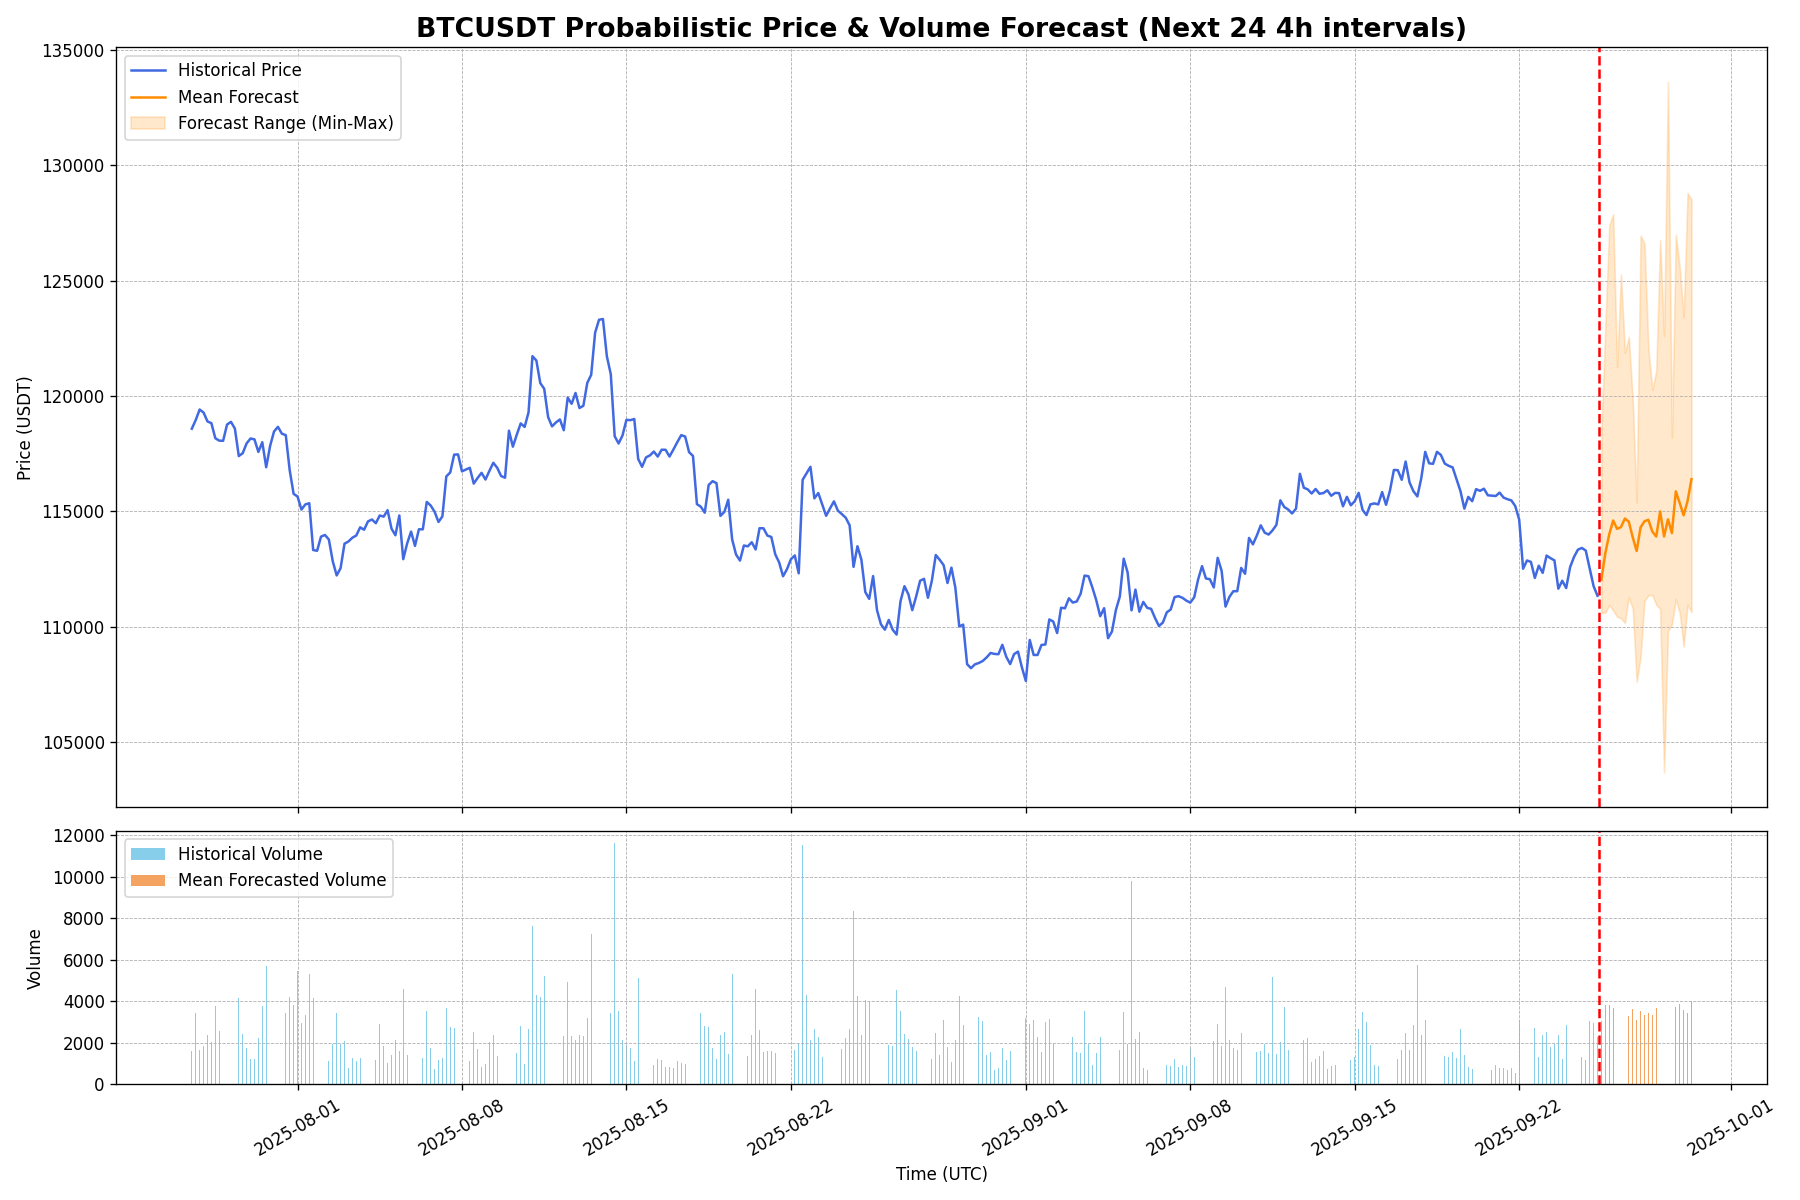 BTCUSDT Probabilistic Price & Volume Forecast (Next 24 4h intervals)
135000
130000
125000
120000
115000
110000
105000
Price (USDT)
Historical Price
Mean Forecast
Forecast Range (Min-Max)
12000
10000
8000
6000
4000
2000
0
Volume
Historical Volume
Mean Forecasted Volume
2025-08-01
2025-08-08
2025-08-15
2025-08-22
2025-09-01
2025-09-08
2025-09-15
2025-09-22
2025-10-01
Time (UTC)